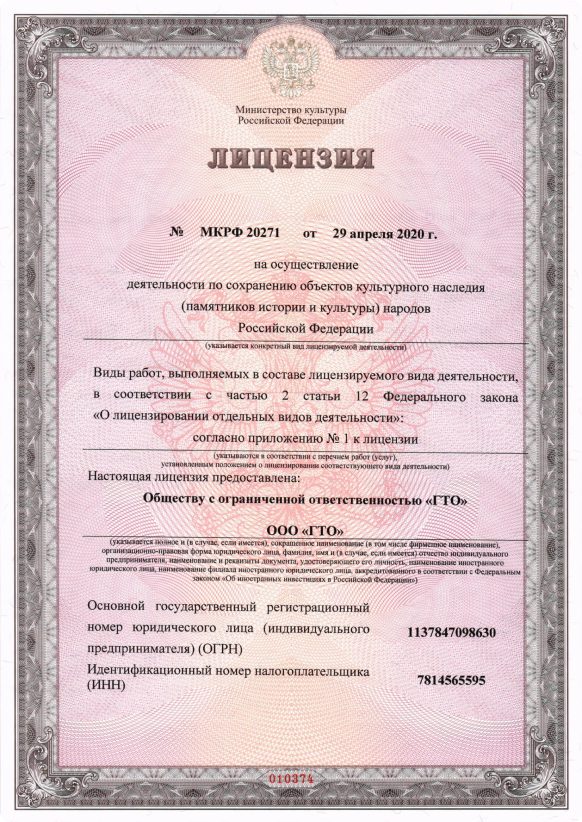 Министерство культуры
Российской Федерации
ЛИЦЕНЗИЯ
№ МКРФ 20271 от 29 апреля 2020 г.
на осуществление
деятельности по сохранению объектов культурного наследия
(памятников истории и культуры) народов
Российской Федерации
(указывается конкретный вид лицензируемой деятельности)
Виды работ, выполняемых в составе лицензируемого вида деятельности,
в соответствии с частью 2 статьи 12 Федерального закона
«О лицензировании отдельных видов деятельности»:
согласно приложению № 1 к лицензии
(указываются в соответствии с перечнем работ (услуг),
установленным положением о лицензировании соответствующего вида деятельности)
Настоящая лицензия предоставлена:
Обществу с ограниченной ответственностью «ГТО»
ООО «ГТО»
(указывается полное и (в случае, если имеется), сокращенное наименование (в том числе фирменное наименование),
организационно-правовая форма юридического лица, фамилия, имя и (в случае, если имеется) отчество индивидуального
предпринимателя, наименование и реквизиты документа, удостоверяющего его личность, наименование иностранного
юридического лица, наименование филиала иностранного юридического лица, аккредитованного в соответствии с Федеральным
законом «Об иностранных инвестициях в Российской Федерации»)
Основной государственный регистрационный
номер юридического лица (индивидуального
предпринимателя) (ОГРН)
1137847098630
Идентификационный номер налогоплательщика
(ИНН)
7814565595
010374